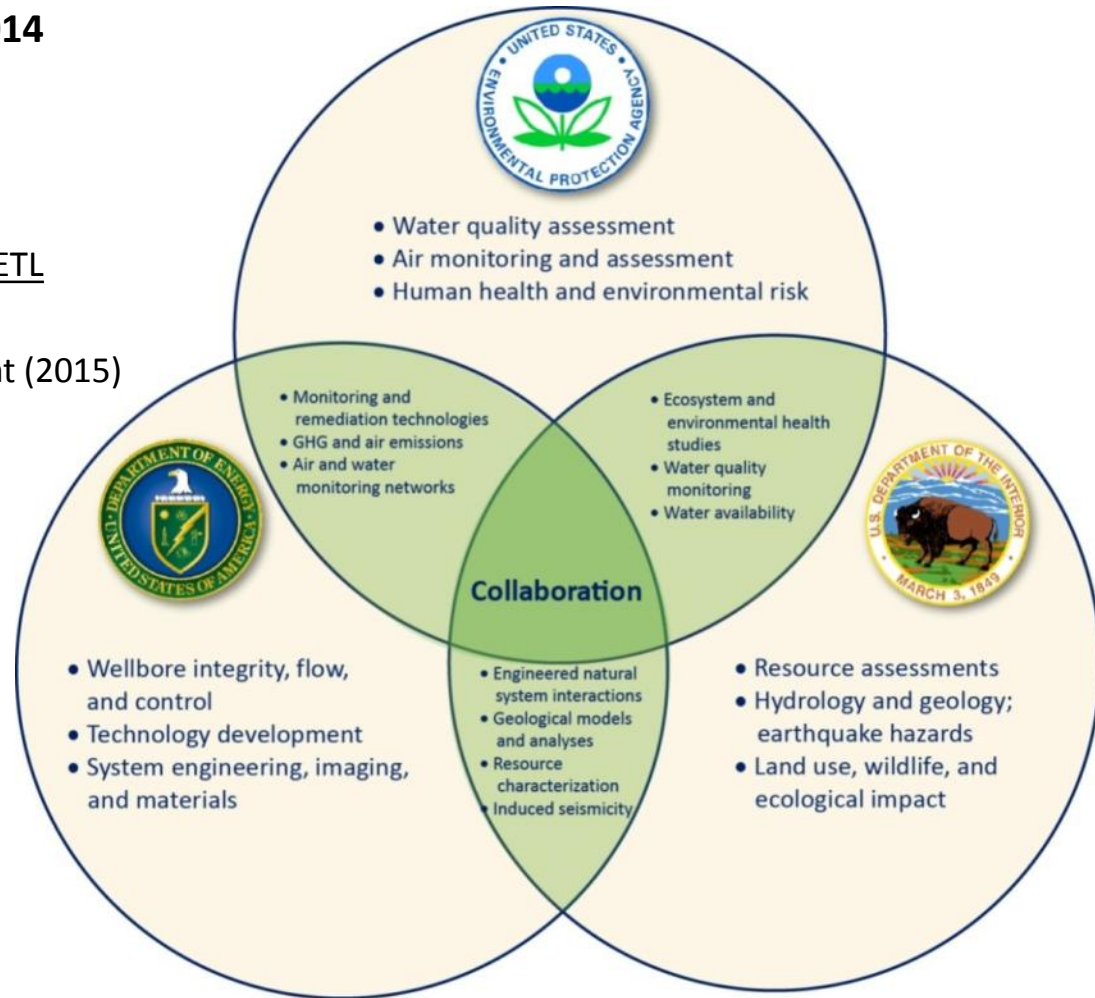 014
ETL
t (2015)
UNITED STATES
ENVIRONMENTAL PROTECTION AGENCY
• Water quality assessment
• Air monitoring and assessment
• Human health and environmental risk
• Monitoring and
remediation technologies
• GHG and air emissions
• Air and water
monitoring networks
• Ecosystem and
environmental health
studies
• Water quality
monitoring
• Water availability
DEPARTMENT OF ENERGY
UNITED STATES OF AMERICA
U.S. DEPARTMENT OF THE INTERIOR
MARCH 3, 1849
Collaboration
• Wellbore integrity, flow,
and control
• Technology development
• System engineering, imaging,
and materials
• Engineered natural
system interactions
• Geological models
and analyses
• Resource
characterization
• Induced seismicity
• Resource assessments
• Hydrology and geology;
earthquake hazards
• Land use, wildlife, and
ecological impact